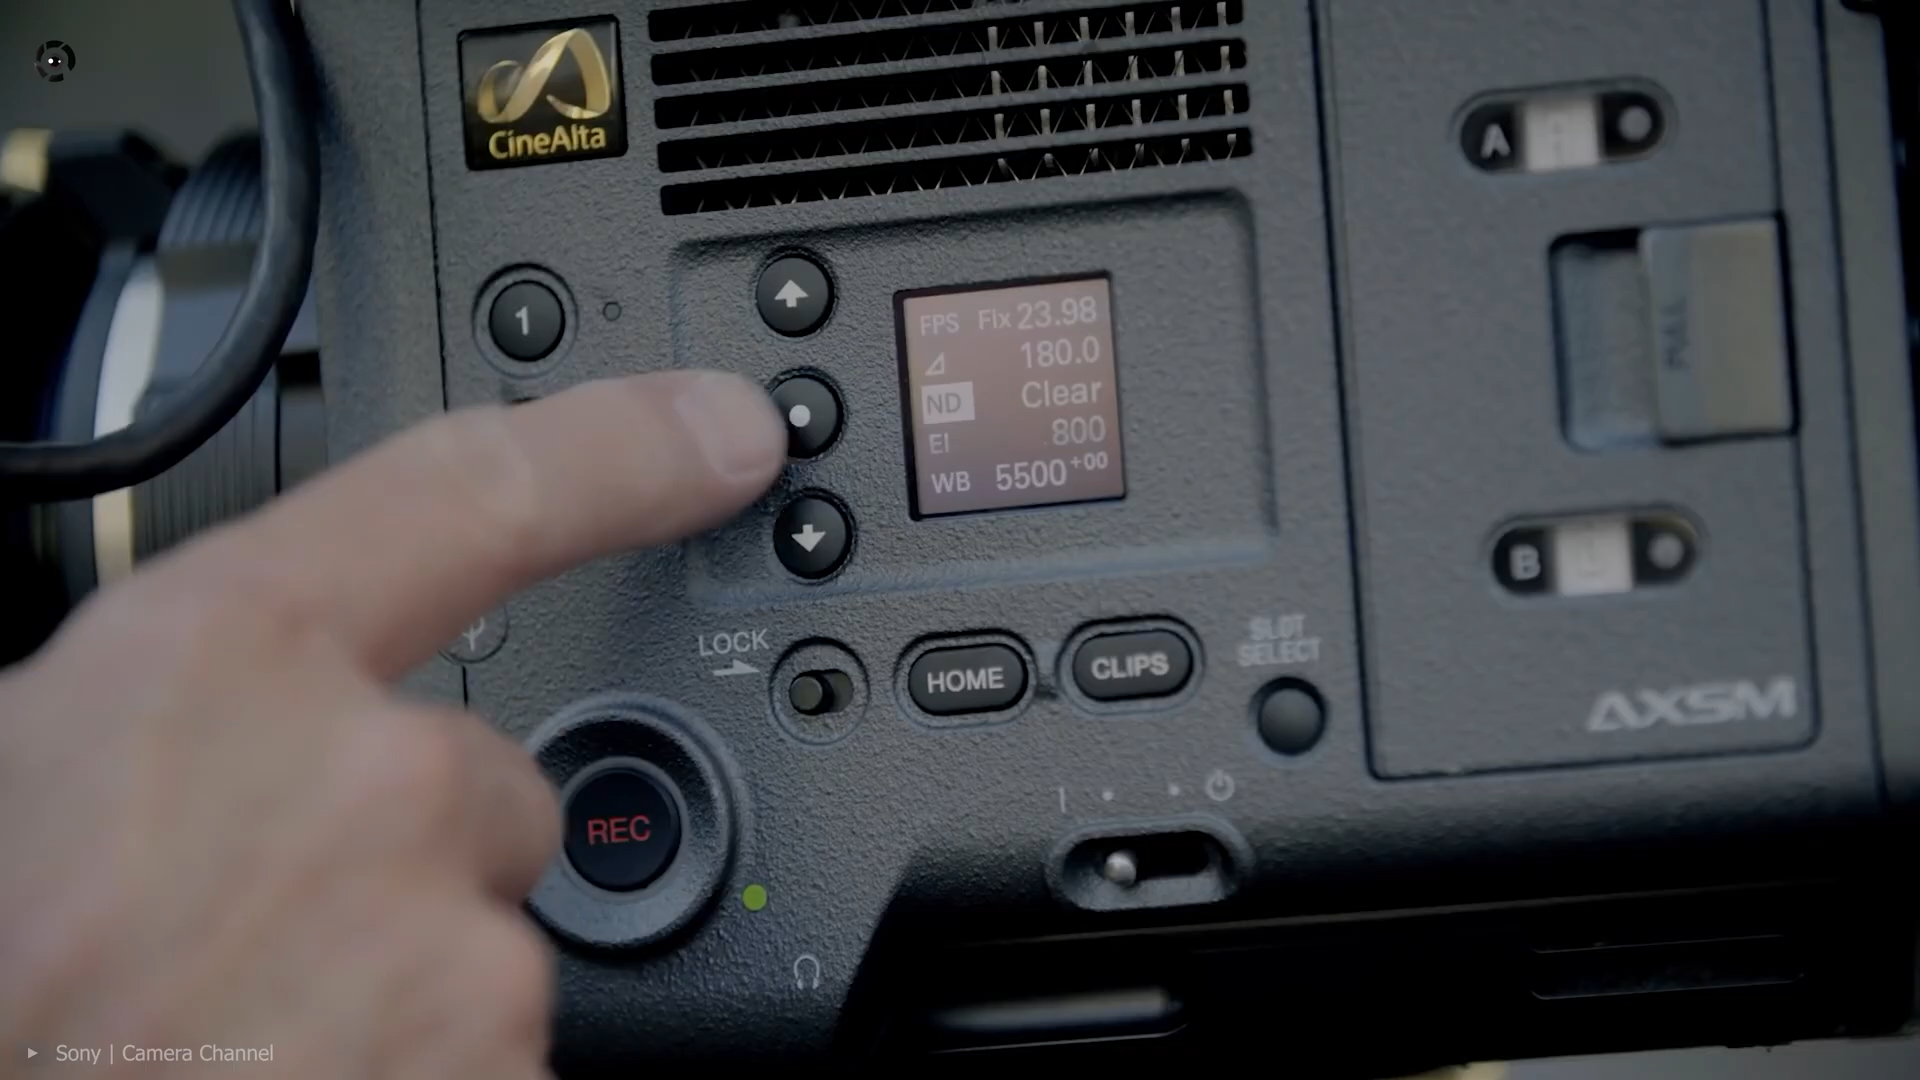 CineAlta
A
1
FPS Fix 23.98
180.0
ND Clear
EI 800
WB 5500+00
PULL
B
LOCK
HOME
CLIPS
SLOT
SELECT
AXSM
REC
Sony | Camera Channel